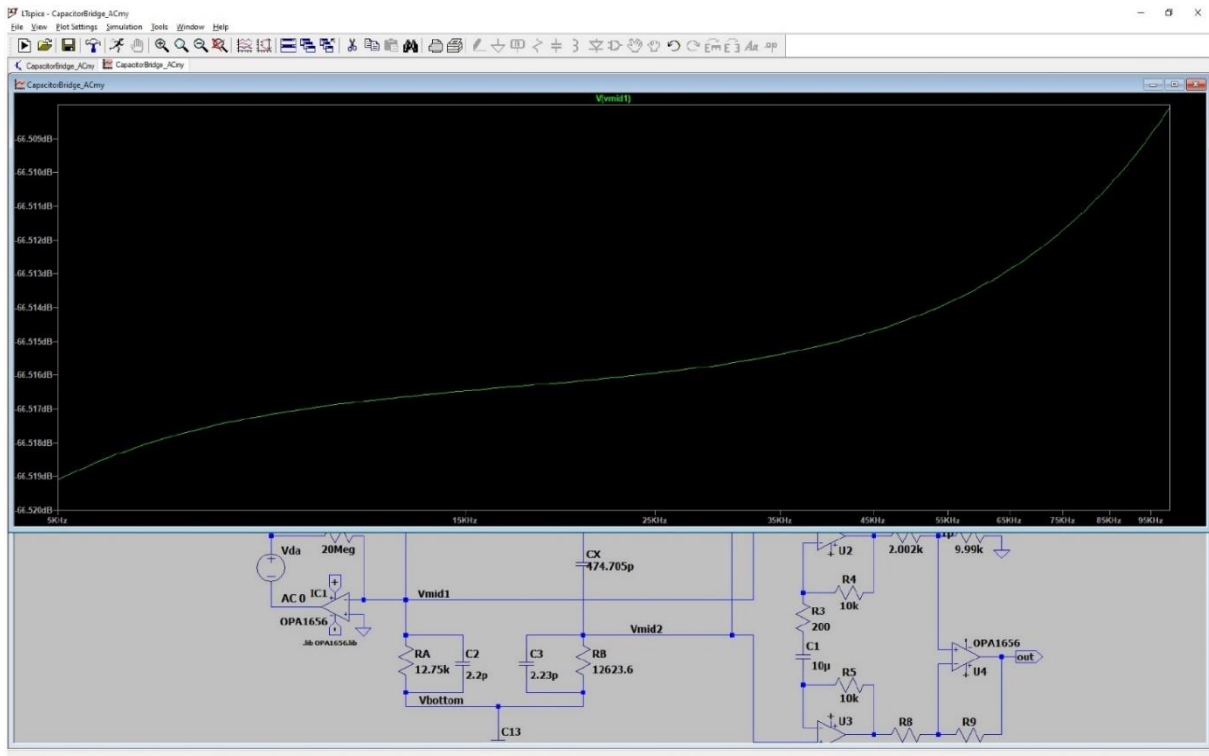 LTspice - CapacitorBridge_ACmy
File View Plot Settings Simulation Tools Window Help
CapacitorBridge_ACmy
CapacitorBridge_ACmy
CapacitorBridge_ACmy
V(vmid1)
-66.509dB
-66.510dB
-66.511dB
-66.512dB
-66.513dB
-66.514dB
-66.515dB
-66.516dB
-66.517dB
-66.518dB
-66.519dB
-66.520dB
5KHz 15KHz 25KHz 35KHz 45KHz 55KHz 65KHz 75KHz 85KHz 95KHz
Vda
20Meg
AC 0
IC1
OPA1656
.lib OPA1656.lib
Vmid1
CX
474.705p
Vmid2
RA
12.75k
C2
2.2p
C3
2.23p
RB
12623.6
Vbottom
C13
U2
2.002k
1µ
9.99k
R4
10k
R3
200
C1
10µ
R5
10k
U3
R8
R9
OPA1656
U4
out